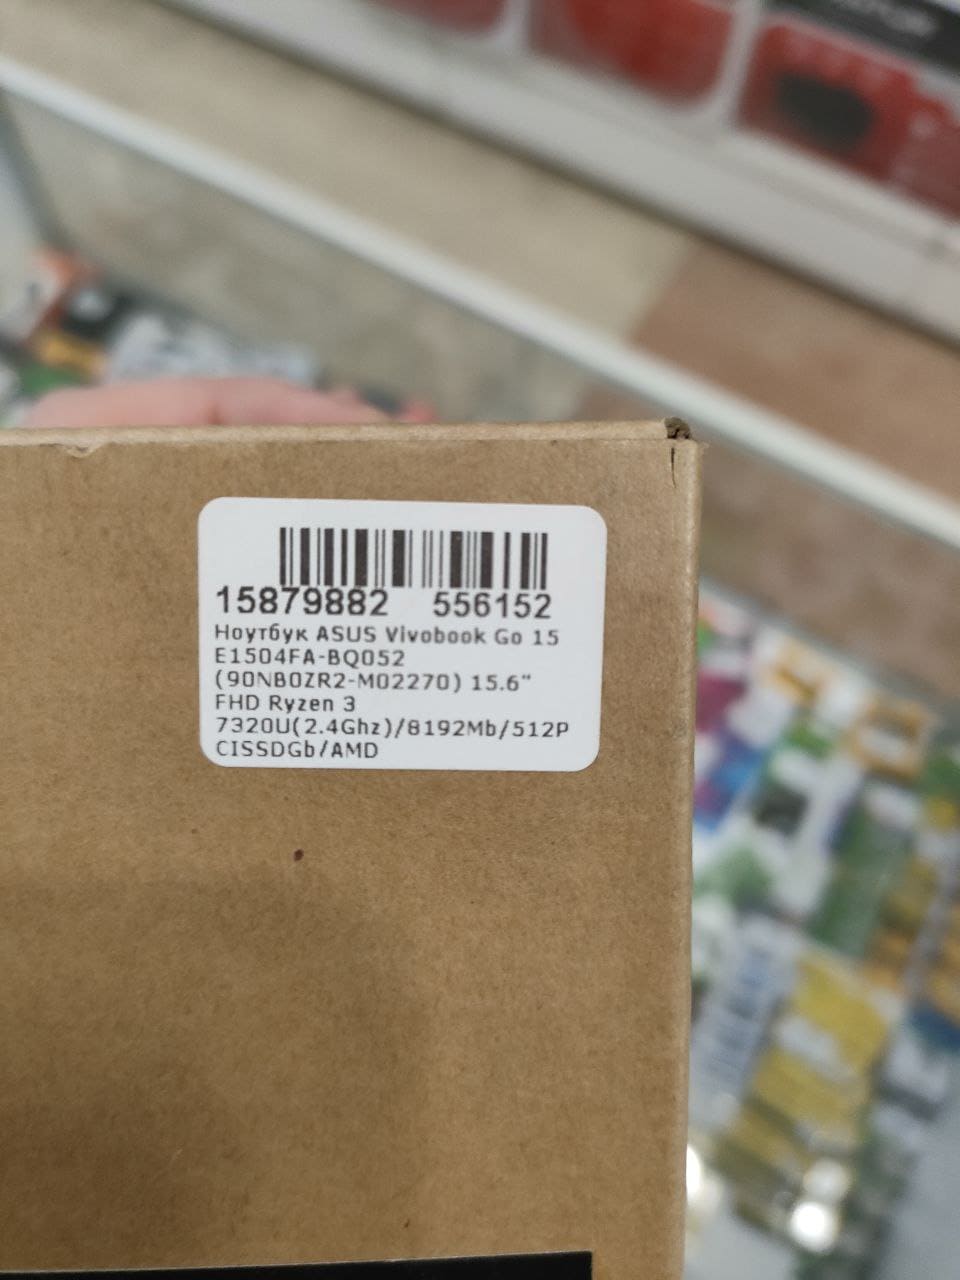 15879882 556152
Ноутбук ASUS Vivobook Go 15
E1504FA-BQ052
(90NB0ZR2-M02270) 15.6"
FHD Ryzen 3
7320U(2.4Ghz)/8192Mb/512P
CISSDGb/AMD